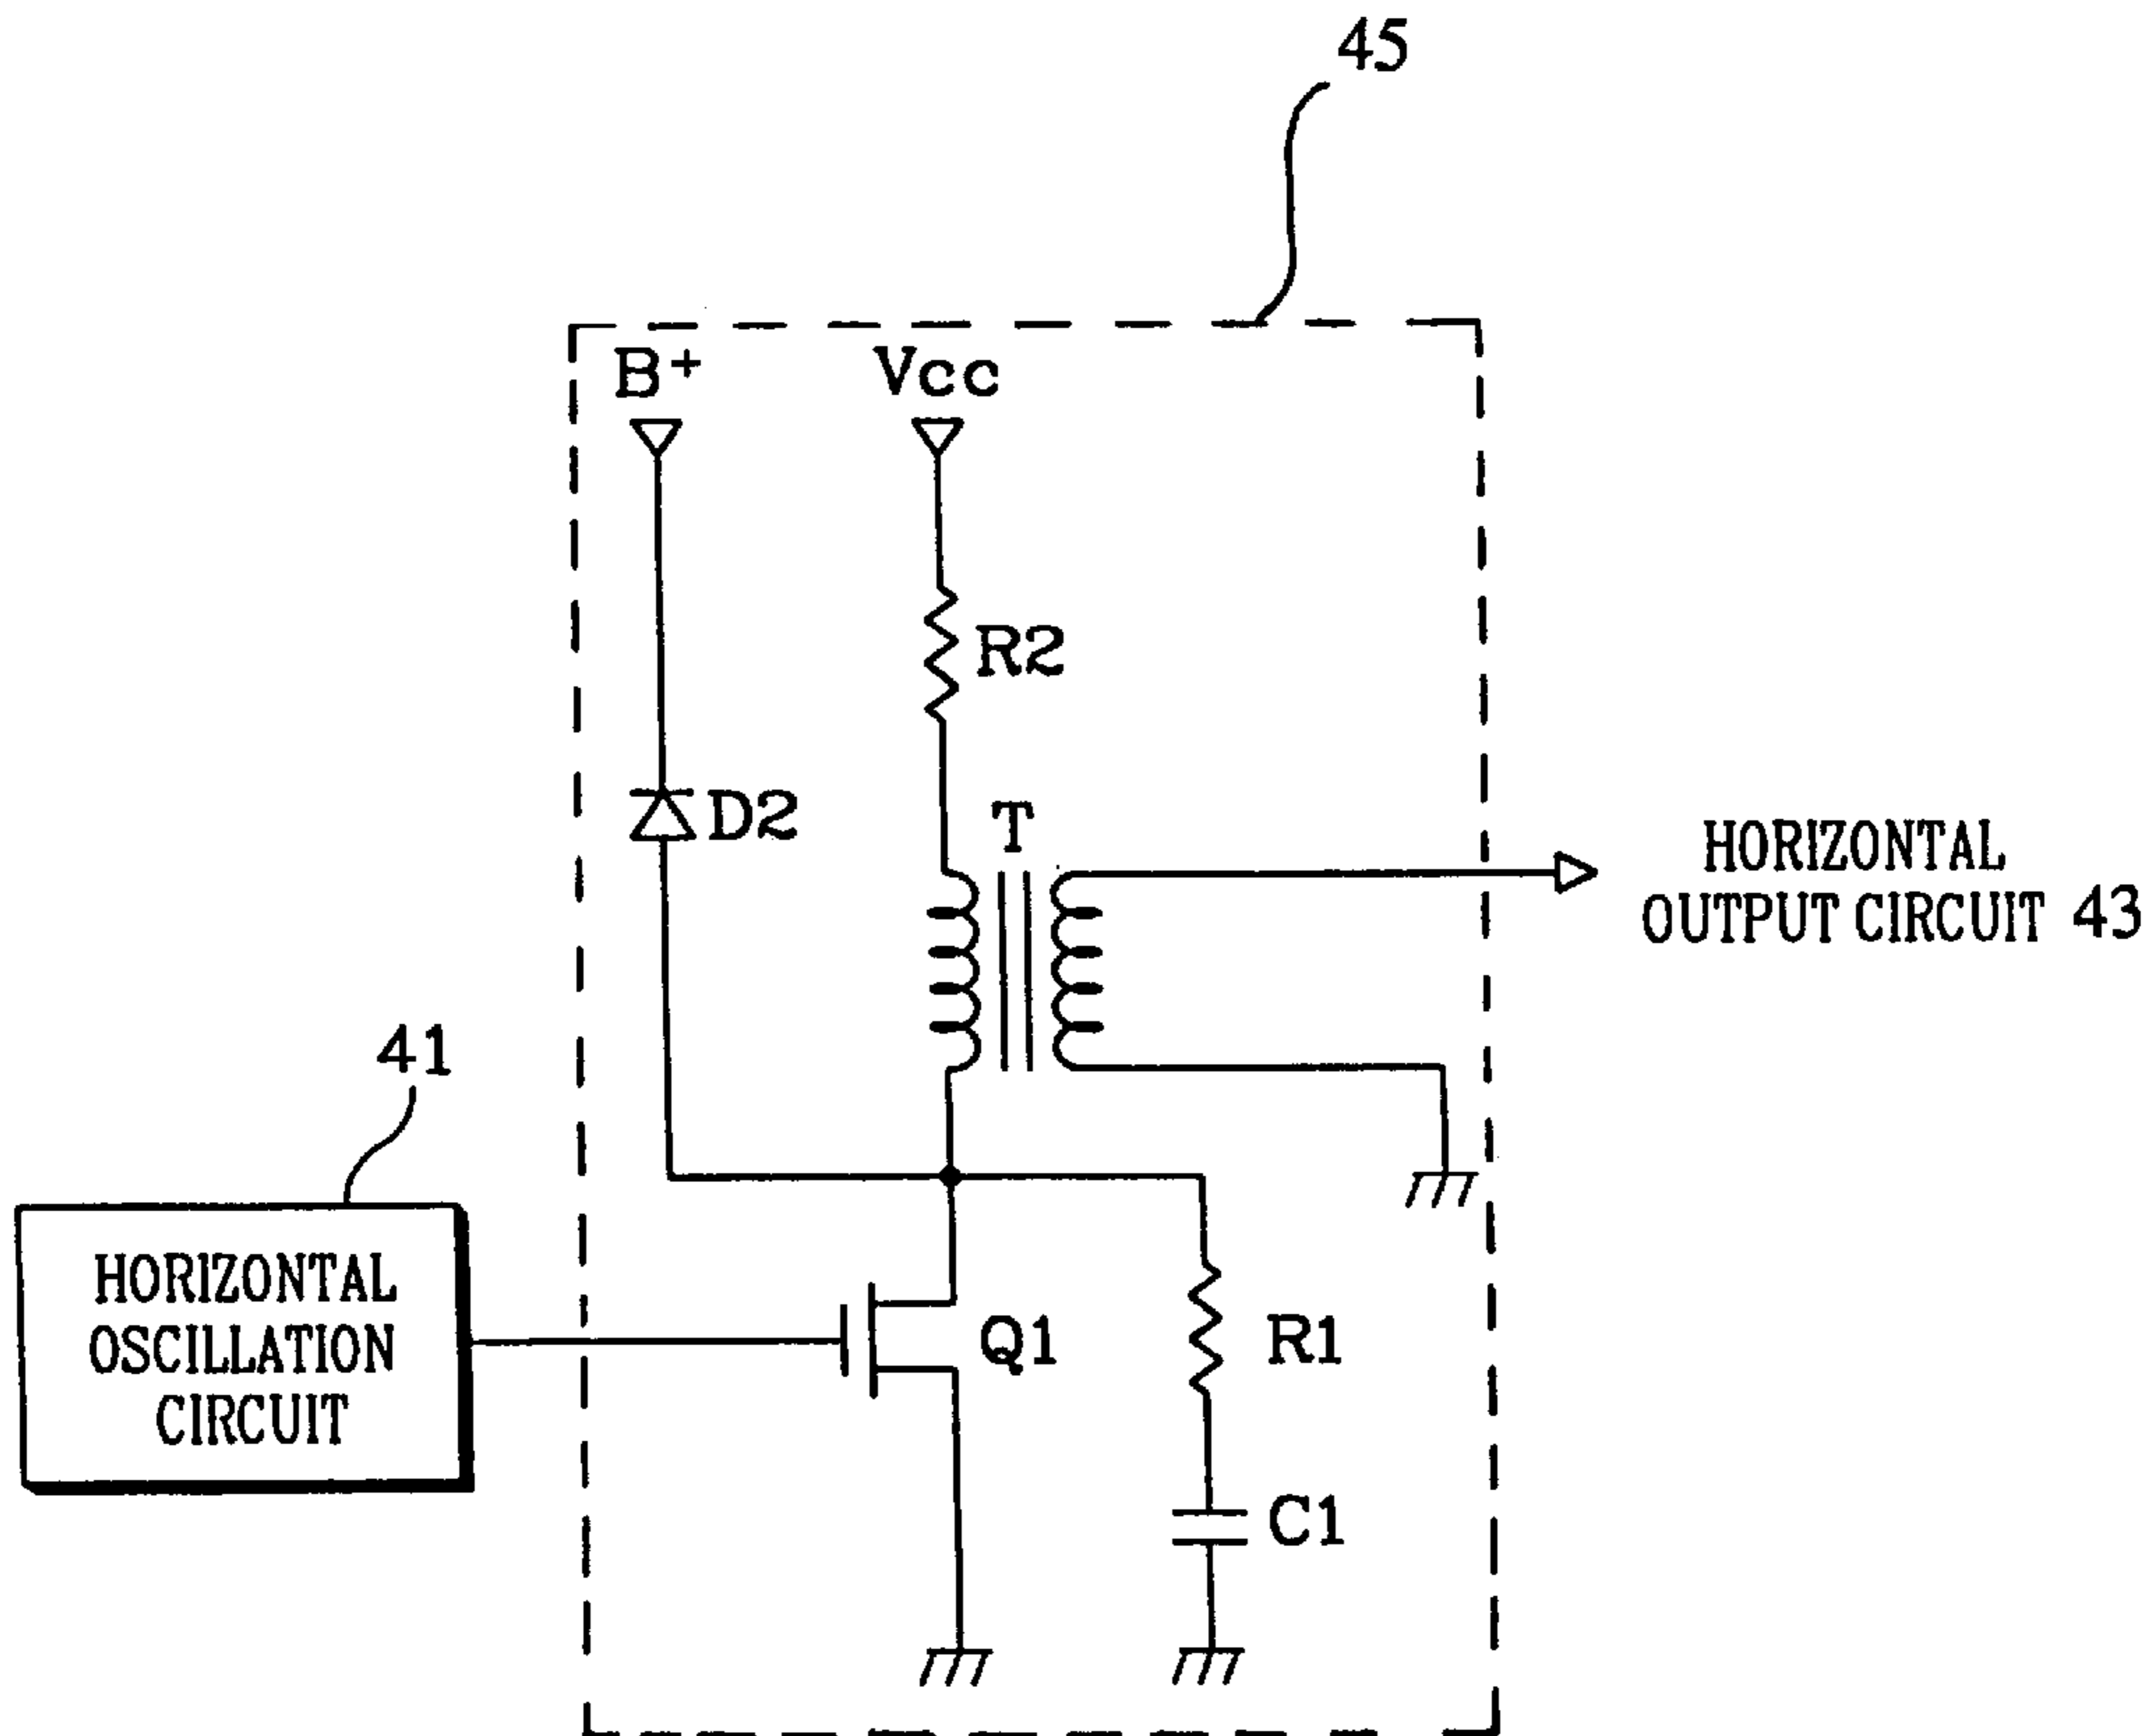 45
B+
Vcc
R2
D2
T
HORIZONTAL
OUTPUT CIRCUIT 43
41
HORIZONTAL
OSCILLATION
CIRCUIT
Q1
R1
C1